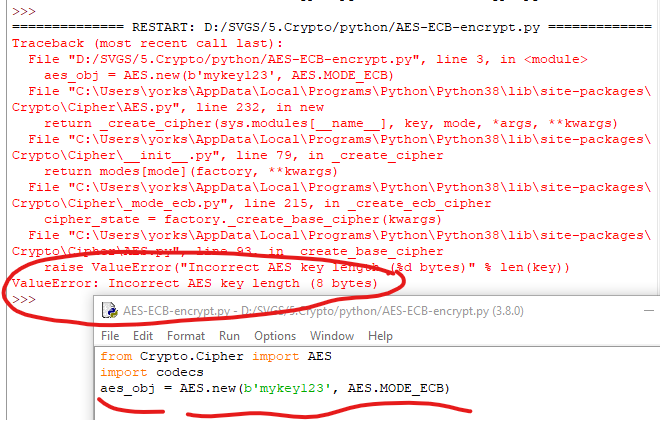 >>>
============== RESTART: D:/SVGS/5.Crypto/python/AES-ECB-encrypt.py =============
Traceback (most recent call last):
File "D:/SVGS/5.Crypto/python/AES-ECB-encrypt.py", line 3, in <module>
aes_obj = AES.new(b'mykey123', AES.MODE_ECB)
File "C:\Users\yorks\AppData\Local\Programs\Python\Python38\lib\site-packages\
Crypto\Cipher\AES.py", line 232, in new
return _create_cipher(sys.modules[__name__], key, mode, *args, **kwargs)
File "C:\Users\yorks\AppData\Local\Programs\Python\Python38\lib\site-packages\
Crypto\Cipher\__init__.py", line 79, in _create_cipher
return modes[mode](factory, **kwargs)
File "C:\Users\yorks\AppData\Local\Programs\Python\Python38\lib\site-packages\
Crypto\Cipher\_mode_ecb.py", line 215, in _create_ecb_cipher
cipher_state = factory._create_base_cipher(kwargs)
File "C:\Users\yorks\AppData\Local\Programs\Python\Python38\lib\site-packages\
Crypto\Cipher\AES.py", line 93, in _create_base_cipher
raise ValueError("Incorrect AES key length (%d bytes)" % len(key))
ValueError: Incorrect AES key length (8 bytes)
>>>
AES-ECB-encrypt.py - D:/SVGS/5.Crypto/python/AES-ECB-encrypt.py (3.8.0)
File Edit Format Run Options Window Help
from Crypto.Cipher import AES
import codecs
aes_obj = AES.new(b'mykey123', AES.MODE_ECB)